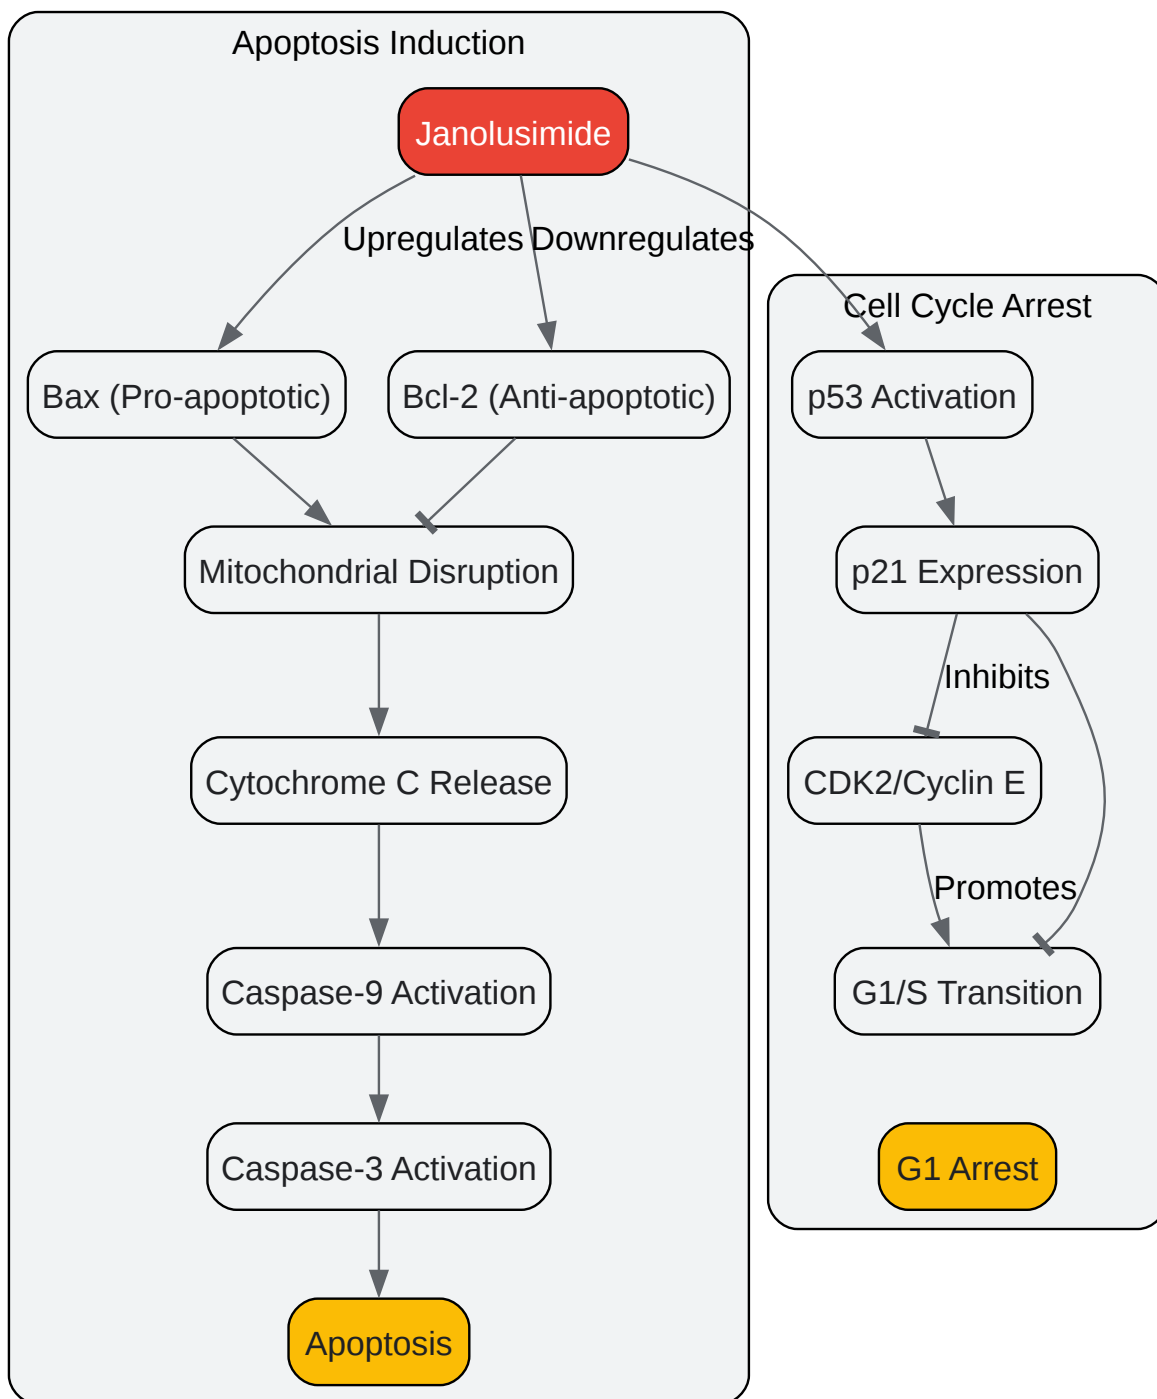 Apoptosis Induction
Janolusimide
Upregulates
Downregulates
Cell Cycle Arrest
Bax (Pro-apoptotic)
Bcl-2 (Anti-apoptotic)
p53 Activation
Mitochondrial Disruption
p21 Expression
Inhibits
Cytochrome C Release
CDK2/Cyclin E
Promotes
Caspase-9 Activation
G1/S Transition
Caspase-3 Activation
G1 Arrest
Apoptosis